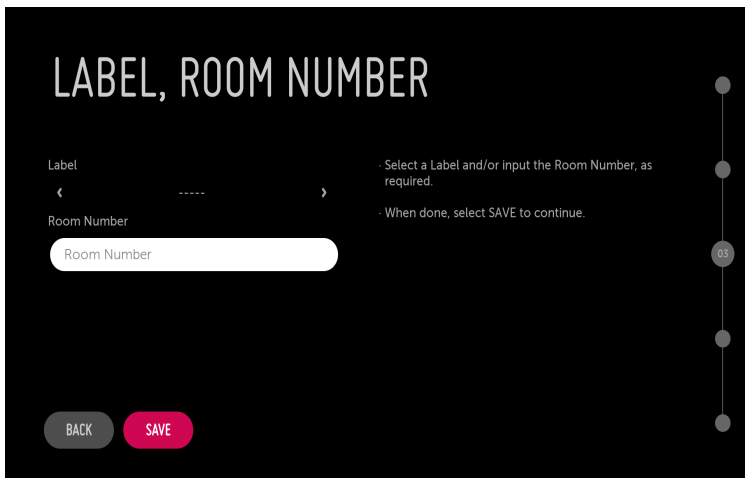 LABEL, ROOM NUMBER
Label
‹ ----- ›
Room Number
Room Number
· Select a Label and/or input the Room Number, as
required.
· When done, select SAVE to continue.
03
BACK
SAVE